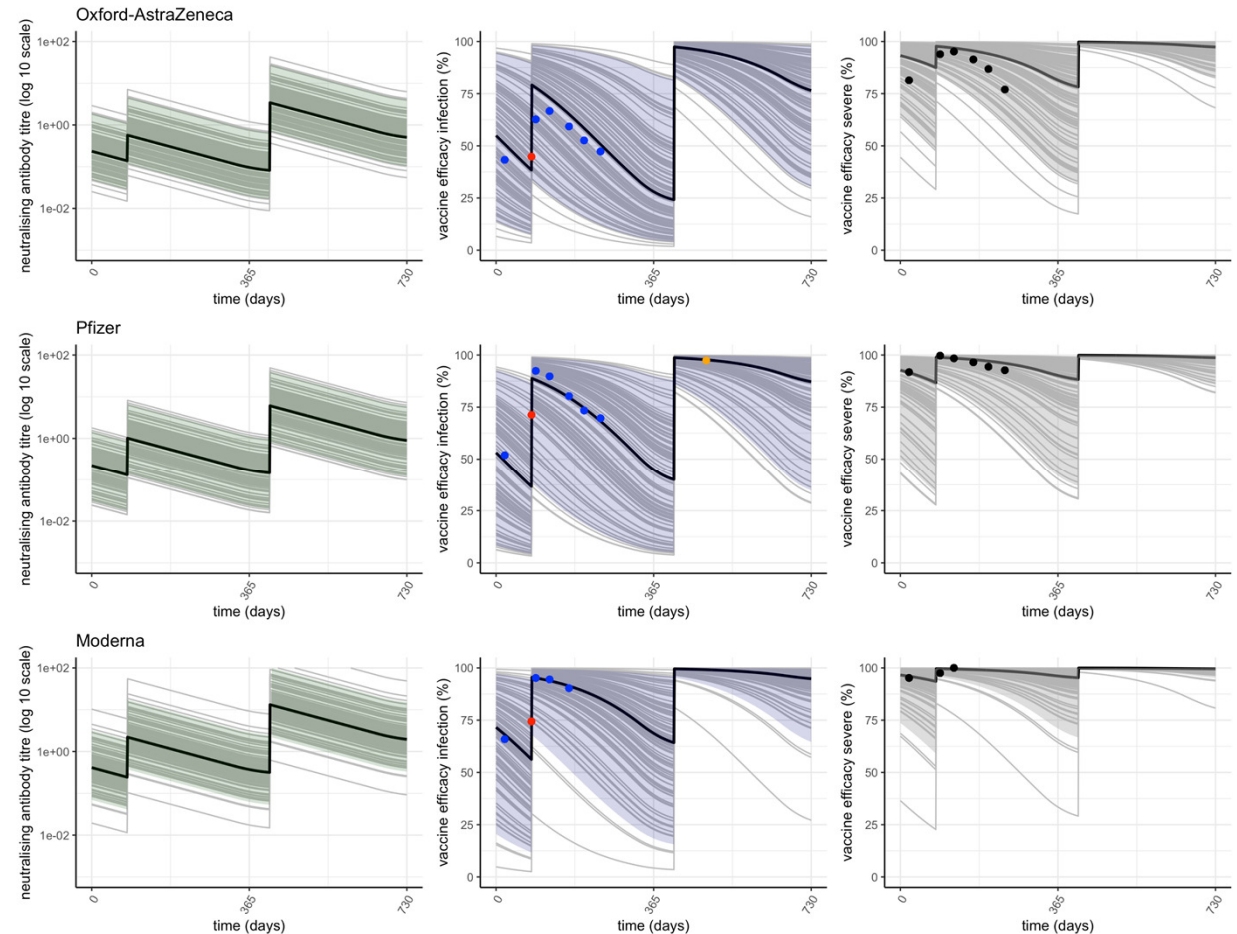 Oxford-AstraZeneca
neutralising antibody titre (log 10 scale)
1e+02
1e+00
1e-02
0
365
730
time (days)
vaccine efficacy infection (%)
100
75
50
25
0
0
365
730
time (days)
vaccine efficacy severe (%)
100
75
50
25
0
0
365
730
time (days)
Pfizer
neutralising antibody titre (log 10 scale)
1e+02
1e+00
1e-02
0
365
730
time (days)
vaccine efficacy infection (%)
100
75
50
25
0
0
365
730
time (days)
vaccine efficacy severe (%)
100
75
50
25
0
0
365
730
time (days)
Moderna
neutralising antibody titre (log 10 scale)
1e+02
1e+00
1e-02
0
365
730
time (days)
vaccine efficacy infection (%)
100
75
50
25
0
0
365
730
time (days)
vaccine efficacy severe (%)
100
75
50
25
0
0
365
730
time (days)